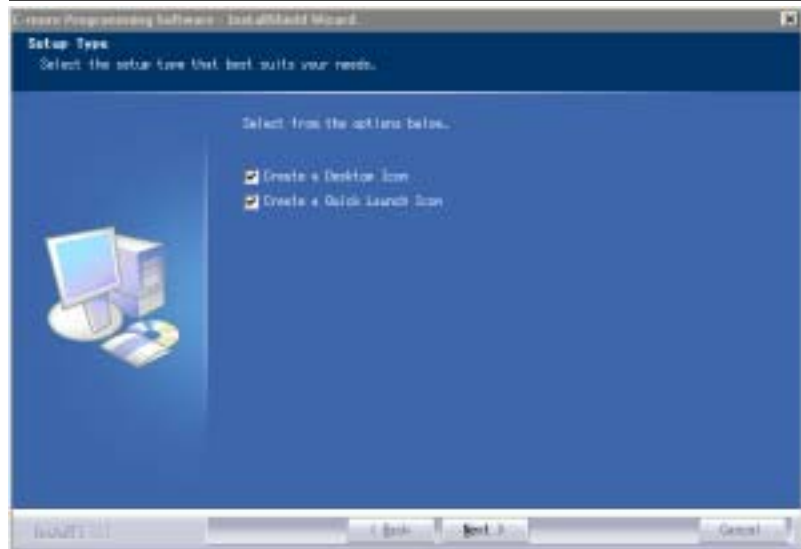 C-more Programming Software - InstallShield Wizard
Setup Type
Select the setup type that best suits your needs.
Select from the options below.
Create a Desktop Icon
Create a Quick Launch Icon
InstallShield
< Back
Next >
Cancel